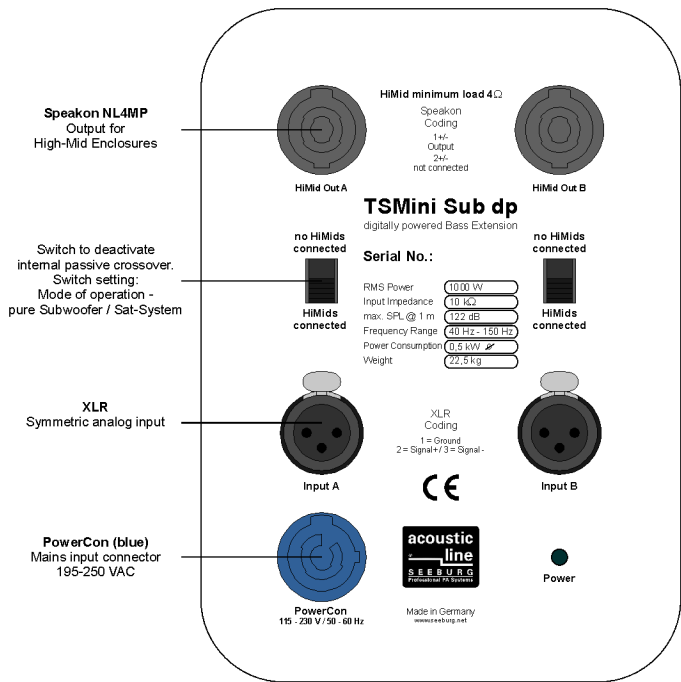 Speakon NL4MP
Output for
High-Mid Enclosures
HiMid minimum load 4Ω
Speakon
Coding
1+/-
Output
2+/-
not connected
HiMid Out A
HiMid Out B
TSMini Sub dp
digitally powered Bass Extension
Switch to deactivate
internal passive crossover.
Switch setting:
Mode of operation -
pure Subwoofer / Sat-System
no HiMids
connected
HiMids
connected
Serial No.:
RMS Power 1000 W
Input Impedance 10 kΩ
max. SPL @ 1 m 122 dB
Frequency Range 40 Hz - 150 Hz
Power Consumption 0,5 kW ø
Weight 22,5 kg
no HiMids
connected
HiMids
connected
XLR
Symmetric analog input
Input A
XLR
Coding
1 = Ground
2 = Signal+ / 3 = Signal -
CE
Input B
PowerCon (blue)
Mains input connector
195-250 VAC
PowerCon
115 - 230 V / 50 - 60 Hz
acoustic
line
SEEBURG
Professional PA Systems
Made in Germany
www.seeburg.net
Power